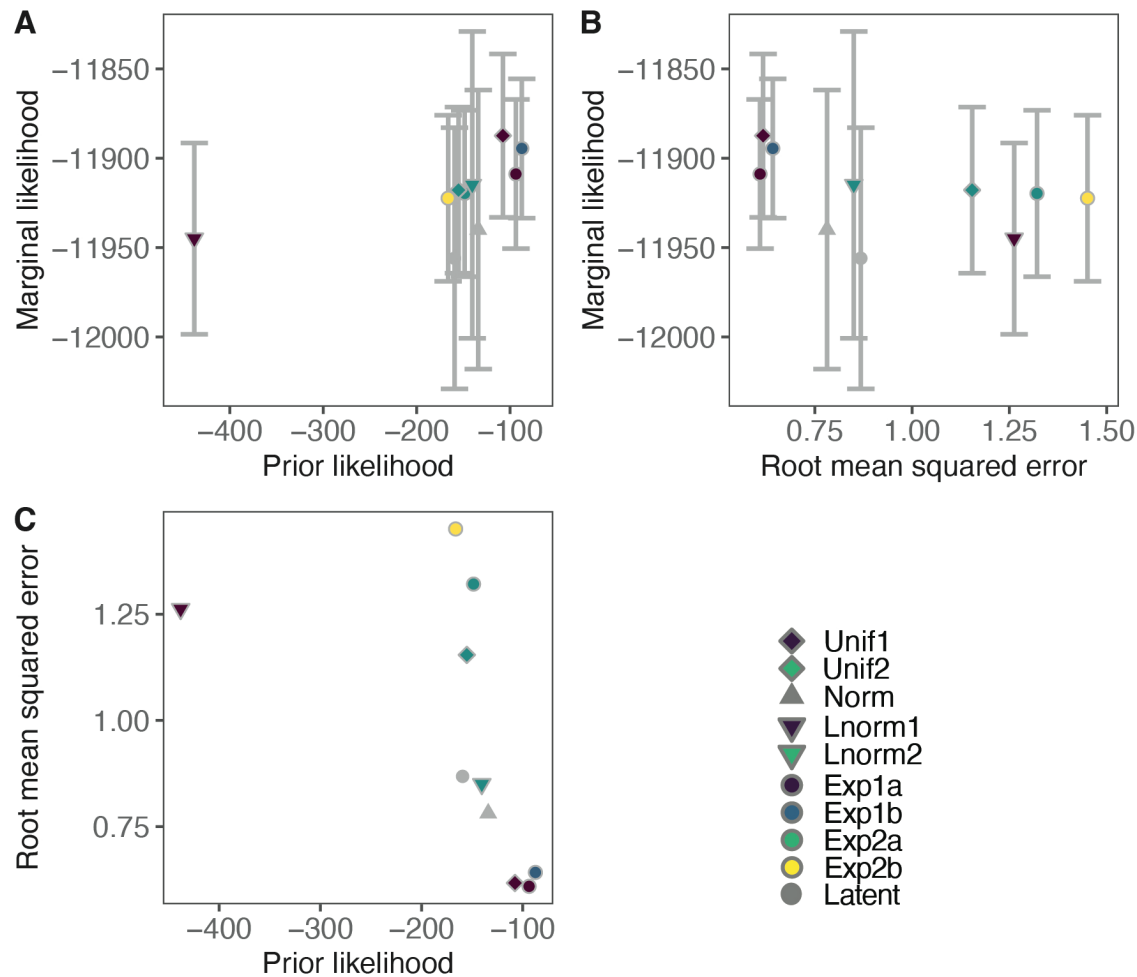 A
Marginal likelihood
−11850
−11900
−11950
−12000
−400
−300
−200
−100
Prior likelihood
B
Marginal likelihood
−11850
−11900
−11950
−12000
0.75
1.00
1.25
1.50
Root mean squared error
C
Root mean squared error
1.25
1.00
0.75
−400
−300
−200
−100
Prior likelihood
Unif1
Unif2
Norm
Lnorm1
Lnorm2
Exp1a
Exp1b
Exp2a
Exp2b
Latent